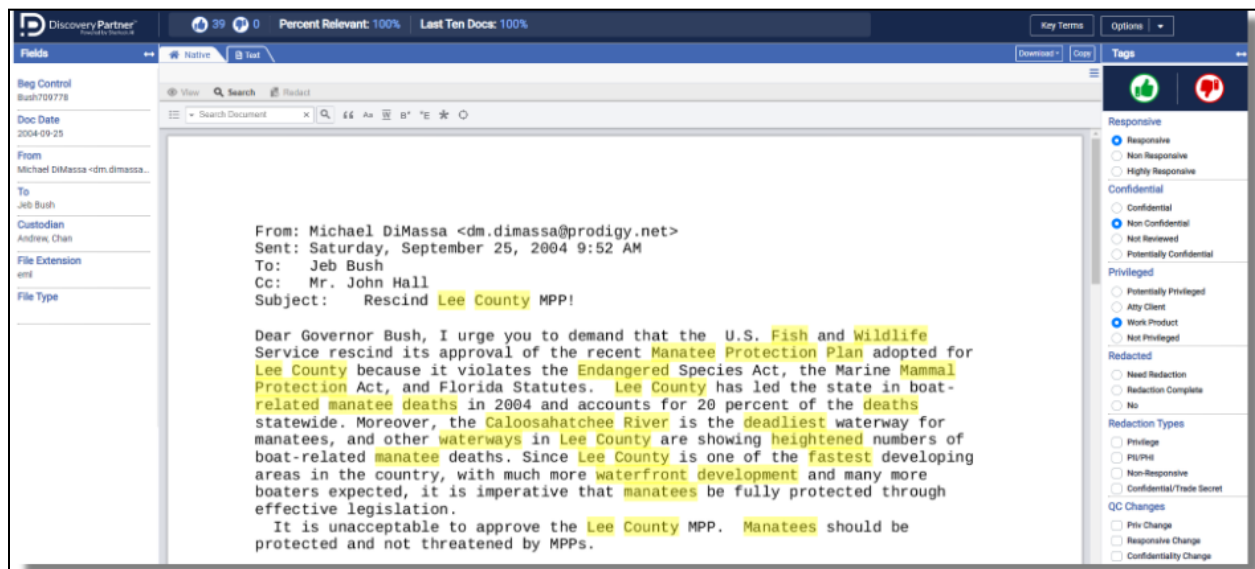 DiscoveryPartner
Powered by Merlin AI
39 0 Percent Relevant: 100% Last Ten Docs: 100%
Key Terms
Options
Fields
Native
Text
Download
Copy
Tags
Beg Control
Bush709778
Doc Date
2004-09-25
From
Michael DiMassa <dm.dimassa...
To
Jeb Bush
Custodian
Andrew, Chan
File Extension
eml
File Type
View Search Redact
Search Document
From: Michael DiMassa <dm.dimassa@prodigy.net>
Sent: Saturday, September 25, 2004 9:52 AM
To: Jeb Bush
Cc: Mr. John Hall
Subject: Rescind Lee County MPP!
Dear Governor Bush, I urge you to demand that the U.S. Fish and Wildlife
Service rescind its approval of the recent Manatee Protection Plan adopted for
Lee County because it violates the Endangered Species Act, the Marine Mammal
Protection Act, and Florida Statutes. Lee County has led the state in boat-
related manatee deaths in 2004 and accounts for 20 percent of the deaths
statewide. Moreover, the Caloosahatchee River is the deadliest waterway for
manatees, and other waterways in Lee County are showing heightened numbers of
boat-related manatee deaths. Since Lee County is one of the fastest developing
areas in the country, with much more waterfront development and many more
boaters expected, it is imperative that manatees be fully protected through
effective legislation.
It is unacceptable to approve the Lee County MPP. Manatees should be
protected and not threatened by MPPs.
Responsive
Responsive
Non Responsive
Highly Responsive
Confidential
Confidential
Non Confidential
Not Reviewed
Potentially Confidential
Privileged
Potentially Privileged
Atty Client
Work Product
Not Privileged
Redacted
Need Redaction
Redaction Complete
No
Redaction Types
Privilege
PII/PHI
Non-Responsive
Confidential/Trade Secret
QC Changes
Priv Change
Responsive Change
Confidentiality Change